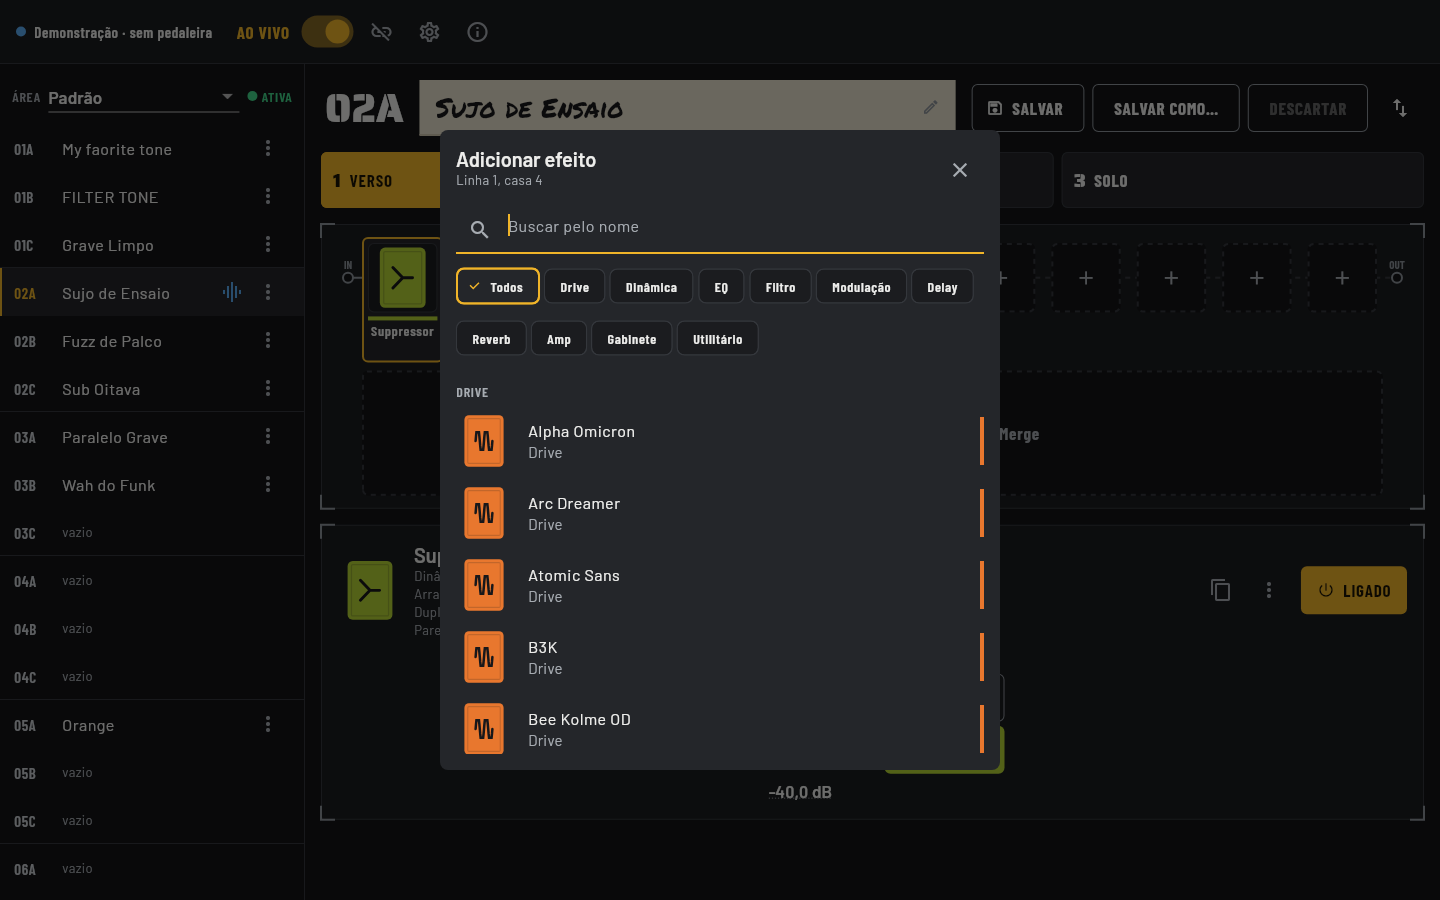 Demonstração · sem pedaleira
AO VIVO
ÁREA Padrão ATIVA
01A My faorite tone
01B FILTER TONE
01C Grave Limpo
02A Sujo de Ensaio
02B Fuzz de Palco
02C Sub Oitava
03A Paralelo Grave
03B Wah do Funk
03C vazio
04A vazio
04B vazio
04C vazio
05A Orange
05B vazio
05C vazio
06A vazio
02A Sujo de Ensaio
SALVAR SALVAR COMO... DESCARTAR
1 VERSO
3 SOLO
IN
Suppressor
OUT
Merge
Sup
Dinâ
Arra
Dupl
Pare
LIGADO
-40,0 dB
Adicionar efeito
Linha 1, casa 4
Buscar pelo nome
Todos Drive Dinâmica EQ Filtro Modulação Delay
Reverb Amp Gabinete Utilitário
DRIVE
Alpha Omicron
Drive
Arc Dreamer
Drive
Atomic Sans
Drive
B3K
Drive
Bee Kolme OD
Drive